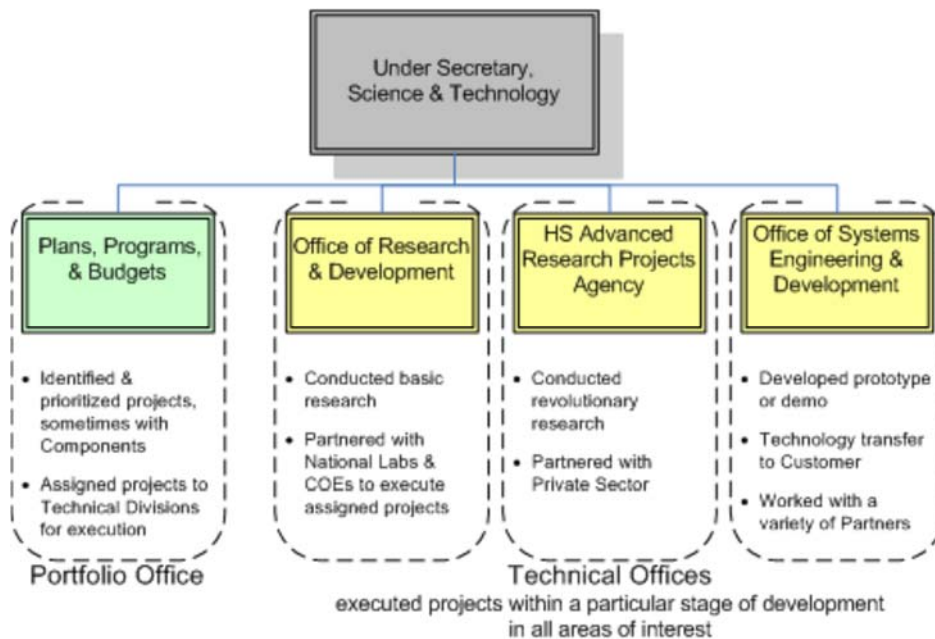 Under Secretary,
Science & Technology
Plans, Programs,
& Budgets
• Identified &
prioritized projects,
sometimes with
Components
• Assigned projects to
Technical Divisions
for execution
Portfolio Office
Office of Research
& Development
• Conducted basic
research
• Partnered with
National Labs &
COEs to execute
assigned projects
HS Advanced
Research Projects
Agency
• Conducted
revolutionary
research
• Partnered with
Private Sector
Office of Systems
Engineering &
Development
• Developed prototype
or demo
• Technology transfer
to Customer
• Worked with a
variety of Partners
Technical Offices
executed projects within a particular stage of development
in all areas of interest